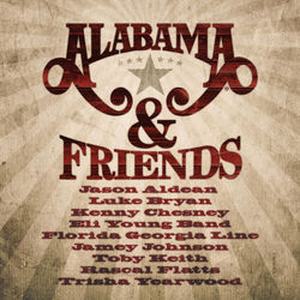 ALABAMA
&
FRIENDS
Jason Aldean
Luke Bryan
Kenny Chesney
Eli Young Band
Florida Georgia Line
Jamey Johnson
Toby Keith
Rascal Flatts
Trisha Yearwood